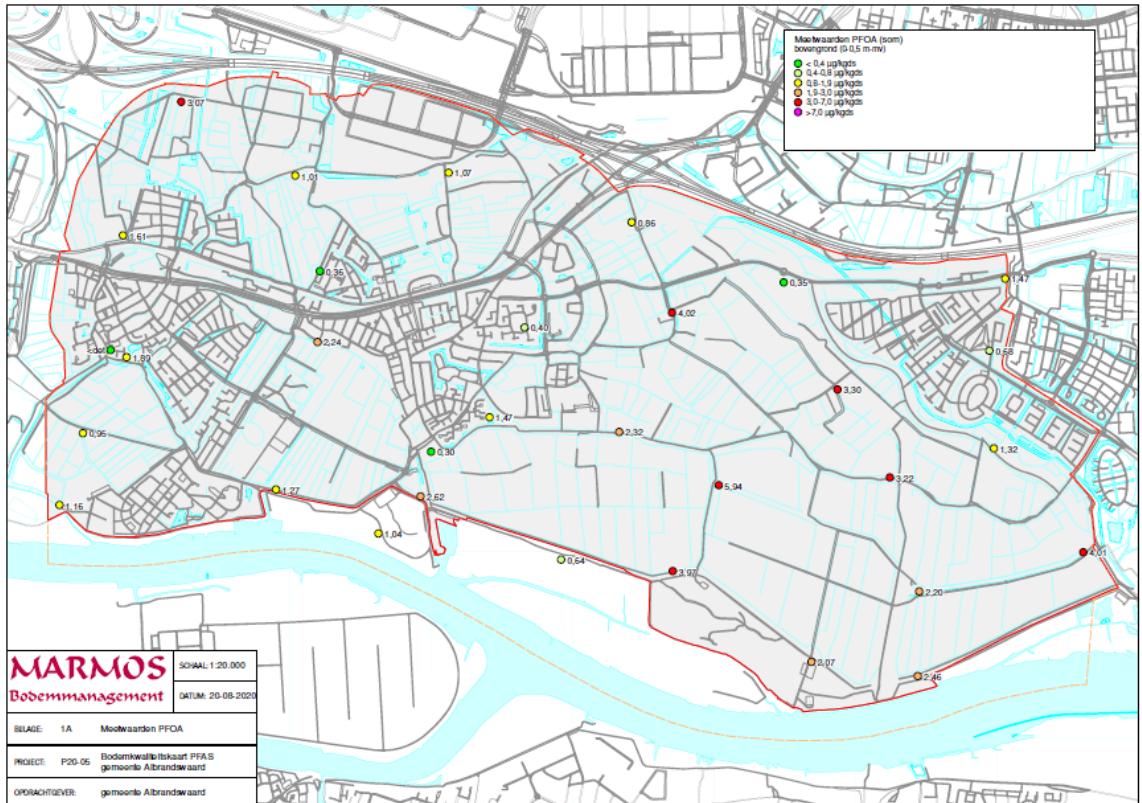 Meetwaarden PFOA (som)
bovengrond (0-0,5 m-mv)
< 0,4 µg/kgds
0,4-0,8 µg/kgds
0,8-1,9 µg/kgds
1,9-3,0 µg/kgds
3,0-7,0 µg/kgds
>7,0 µg/kgds
3,07
1,01
1,07
0,86
1,61
0,35
0,35
1,47
4,02
0,40
2,24
<det
1,89
0,68
3,30
1,47
0,95
2,32
1,32
0,30
3,22
5,94
1,27
2,62
1,16
1,04
0,64
3,97
4,01
2,20
2,07
2,46
MARMOS
Bodemmanagement
SCHAAL: 1:20.000
DATUM: 20-08-2020
BIJLAGE: 1A Meetwaarden PFOA
PROJECT: P20-05 Bodemkwaliteitskaart PFAS
gemeente Albrandswaard
OPDRACHTGEVER: gemeente Albrandswaard